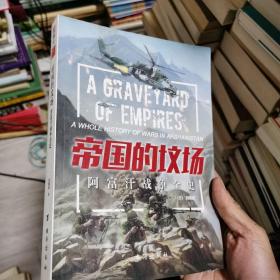 A GRAVEYARD
OF EMPIRES
A WHOLE HISTORY OF WARS IN AFGHANISTAN
帝国的坟场
阿富汗战争全史